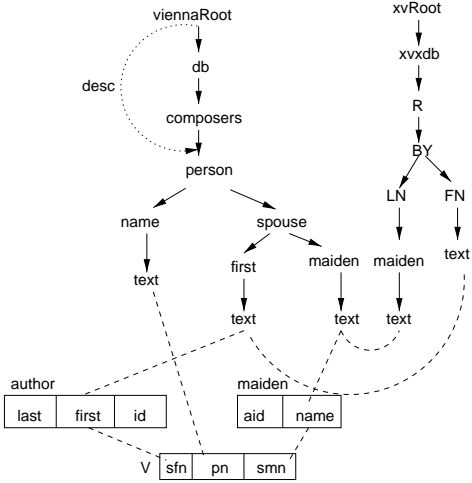 viennaRoot
xvRoot
db
xvxdb
desc
composers
R
person
BY
name
spouse
LN
FN
first
maiden
maiden
text
text
text
text
text
author
maiden
last first id
aid name
V sfn pn smn